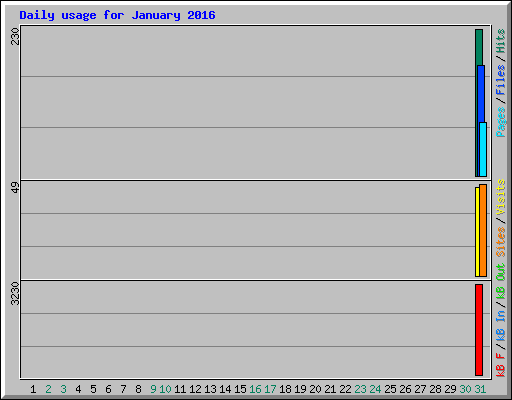 Daily usage for January 2016
230
49
3230
Pages/Files/Hits
Sites/Visits
kB F/kB In/kB Out
1 2 3 4 5 6 7 8 9 10 11 12 13 14 15 16 17 18 19 20 21 22 23 24 25 26 27 28 29 30 31